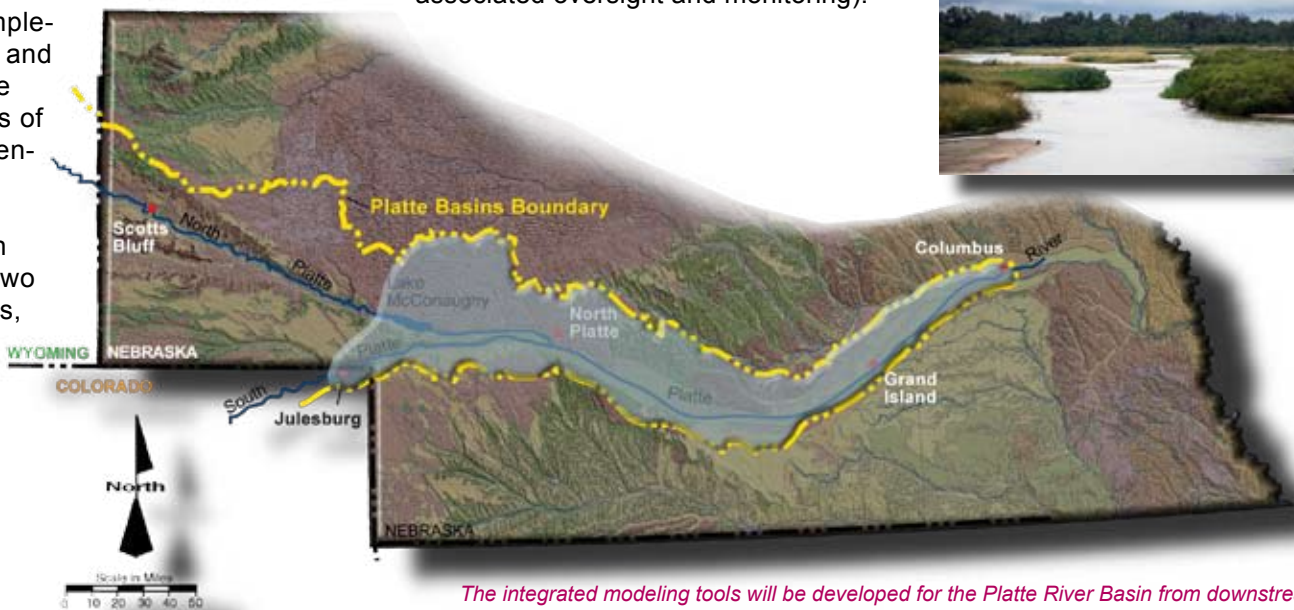 associated oversight and monitoring).
mple-
and
e
s of
en-
n
wo
s,
Platte Basins Boundary
Scotts
Bluff
North
Platte
Lake
McConaughy
North
Platte
Columbus
River
WYOMING
NEBRASKA
COLORADO
South
Platte
Julesburg
Platte
Grand
Island
North
NEBRASKA
Scale in Miles
0 10 20 30 40 50
The integrated modeling tools will be developed for the Platte River Basin from downstre